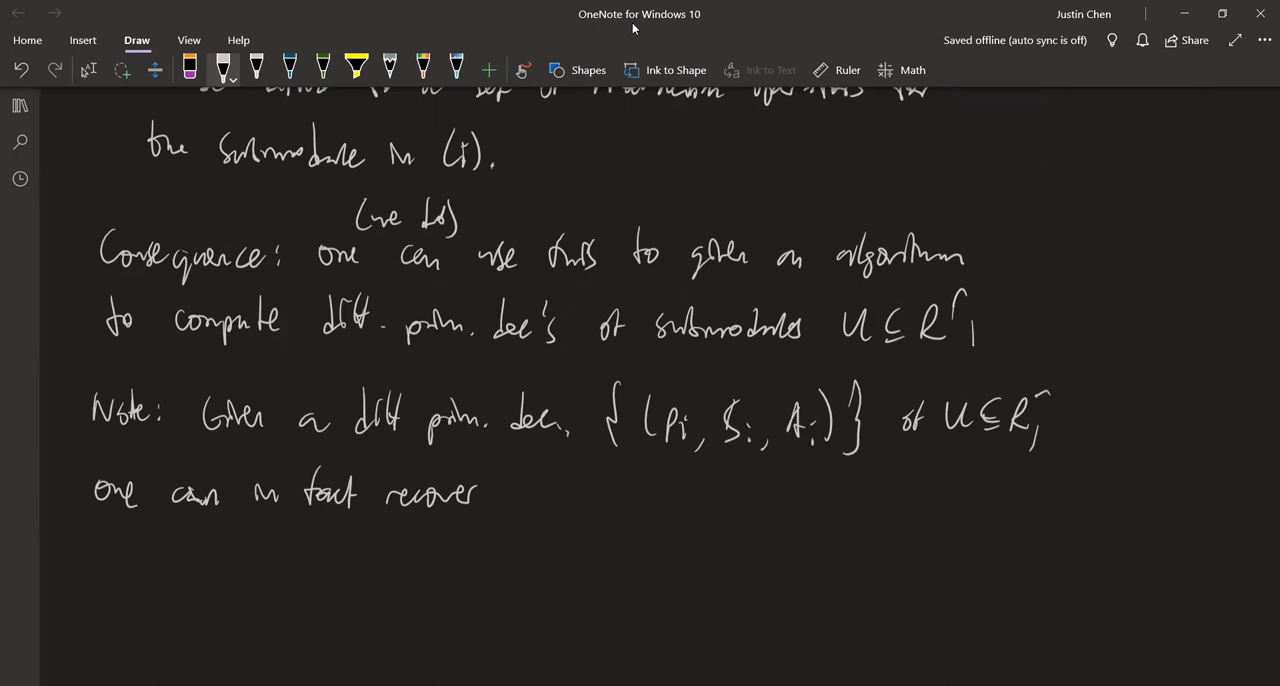 OneNote for Windows 10
Justin Chen
Home Insert Draw View Help
Saved offline (auto sync is off) Share
Shapes Ink to Shape Ink to Text Ruler Math
the submodule in (i).
(we do)
Consequence: one can use this to given an algorithm
to compute diff. prim. dec's of submodules U ⊆ R^r,
Note: Given a diff prim. dec. {(Pi, Si, Ai)} of U ⊆ R^r,
one can in fact recover